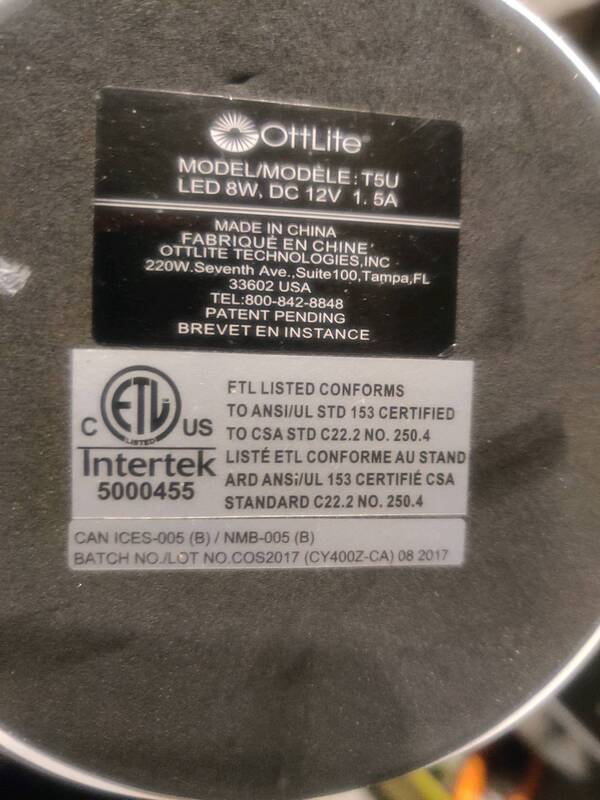 OTTLITE
MODEL/MODÈLE: T5U
LED 8W, DC 12V 1.5A
MADE IN CHINA
FABRIQUÉ EN CHINE
OTTLITE TECHNOLOGIES,INC
220W.Seventh Ave.,Suite100,Tampa,FL
33602 USA
TEL:800-842-8848
PATENT PENDING
BREVET EN INSTANCE
C ETL US
LISTED
Intertek
5000455
ETL LISTED CONFORMS
TO ANSI/UL STD 153 CERTIFIED
TO CSA STD C22.2 NO. 250.4
LISTÉ ETL CONFORME AU STAND
ARD ANSI/UL 153 CERTIFIÉ CSA
STANDARD C22.2 NO. 250.4
CAN ICES-005 (B) / NMB-005 (B)
BATCH NO./LOT NO.COS2017 (CY400Z-CA) 08 2017